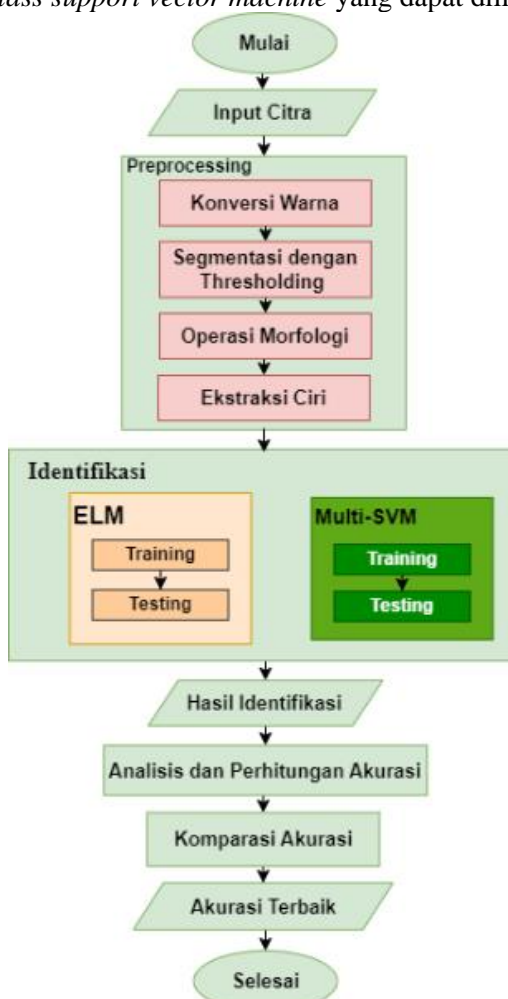 ass support vector machine yang dapat dili
Mulai
Input Citra
Preprocessing
Konversi Warna
Segmentasi dengan
Thresholding
Operasi Morfologi
Ekstraksi Ciri
Identifikasi
ELM
Training
Testing
Multi-SVM
Training
Testing
Hasil Identifikasi
Analisis dan Perhitungan Akurasi
Komparasi Akurasi
Akurasi Terbaik
Selesai